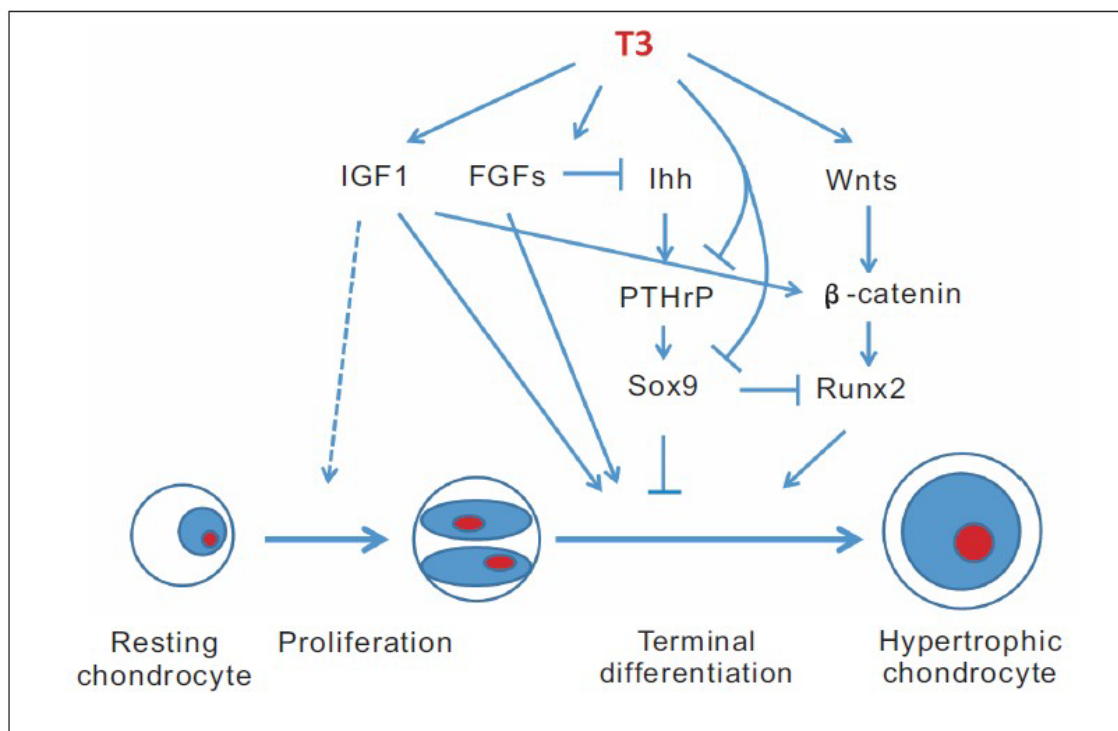 T3
IGF1 FGFs Ihh Wnts
PTHrP β-catenin
Sox9 Runx2
Resting
chondrocyte
Proliferation
Terminal
differentiation
Hypertrophic
chondrocyte